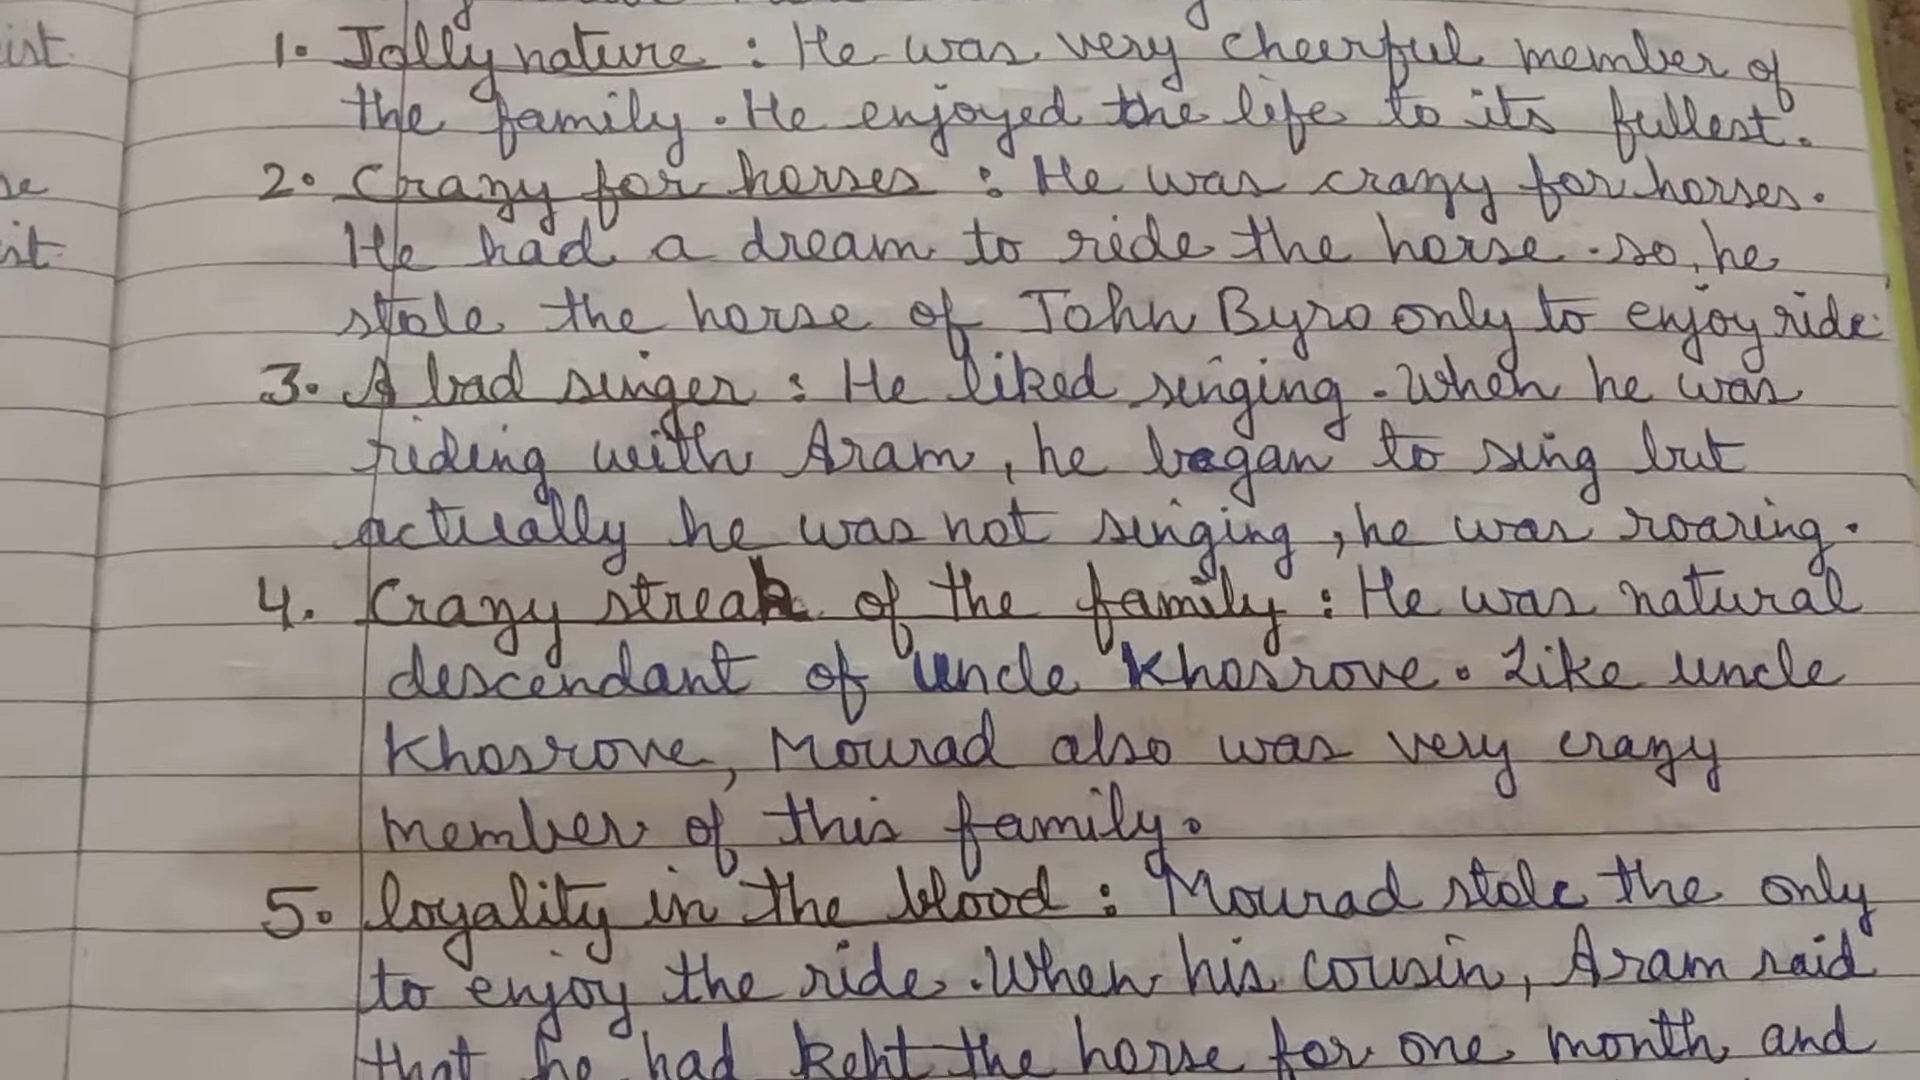 ist
1. Jolly nature : He was very cheerful member of
the family. He enjoyed the life to its fullest.
se
2. Crazy for horses : He was crazy for horses.
it
He had a dream to ride the horse. so, he
stole the horse of John Byro only to enjoy ride
3. A bad singer : He liked singing. When he was
riding with Aram, he began to sing but
actually he was not singing, he was roaring.
4. Crazy streak of the family : He was natural
descendant of uncle Khosrove. Like uncle
Khosrove, Mourad also was very crazy
member of this family.
5. loyality in the blood : Mourad stole the only
to enjoy the ride. When his cousin, Aram said
that he had kept the horse for one month and